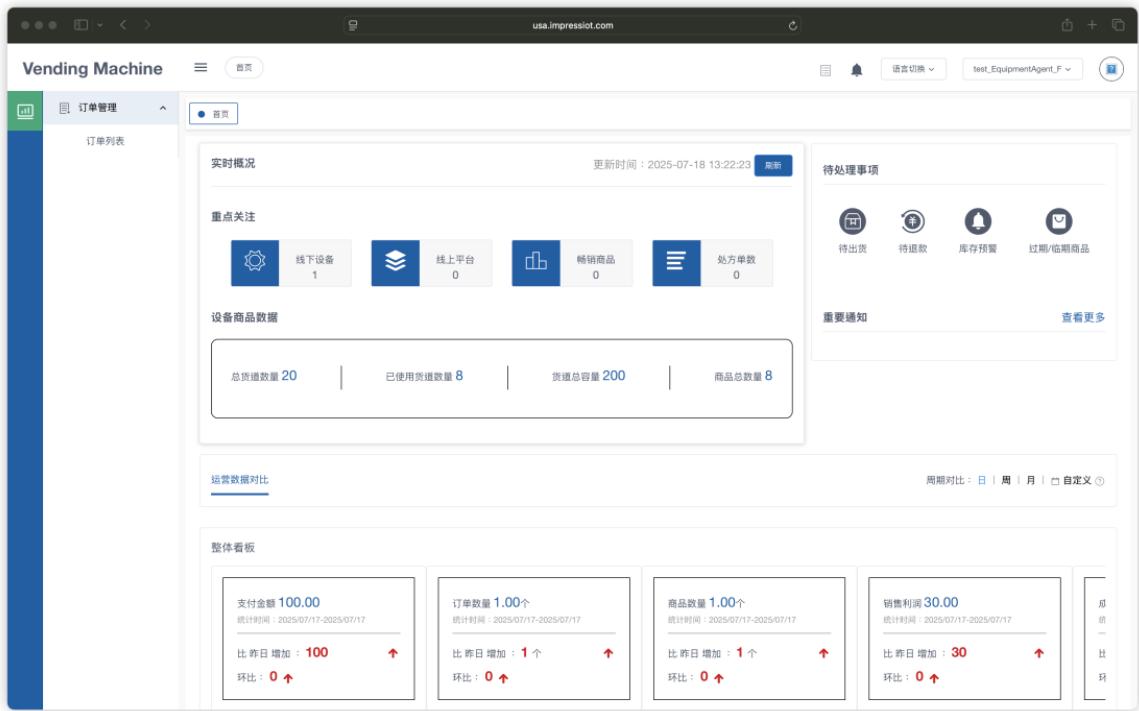 usa.impressiot.com
Vending Machine
首页
语言切换
test_EquipmentAgent_F
订单管理
订单列表
首页
实时概况
更新时间：2025-07-18 13:22:23
刷新
重点关注
线下设备
1
线上平台
0
畅销商品
0
处方单数
0
设备商品数据
总货道数量 20
已使用货道数量 8
货道总容量 200
商品总数量 8
待处理事项
待出货
待退款
库存预警
过期/临期商品
重要通知
查看更多
运营数据对比
周期对比： 日 | 周 | 月 | 自定义
整体看板
支付金额 100.00
统计时间：2025/07/17-2025/07/17
比 昨日 增加 ：100
环比：0
订单数量 1.00个
统计时间：2025/07/17-2025/07/17
比 昨日 增加 ：1 个
环比：0
商品数量 1.00个
统计时间：2025/07/17-2025/07/17
比 昨日 增加 ：1 个
环比：0
销售利润 30.00
统计时间：2025/07/17-2025/07/17
比 昨日 增加 ：30
环比：0